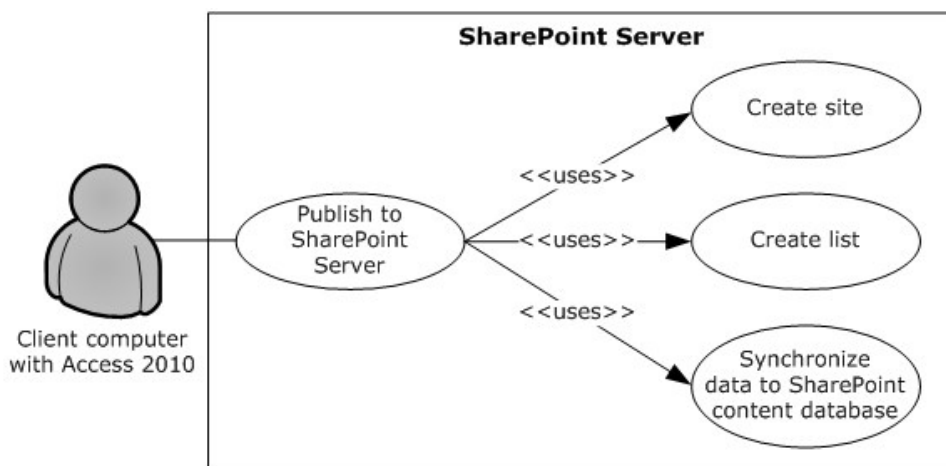 SharePoint Server
Create site
<<uses>>
Publish to
SharePoint
Server
<<uses>>
Create list
<<uses>>
Client computer
with Access 2010
Synchronize
data to SharePoint
content database